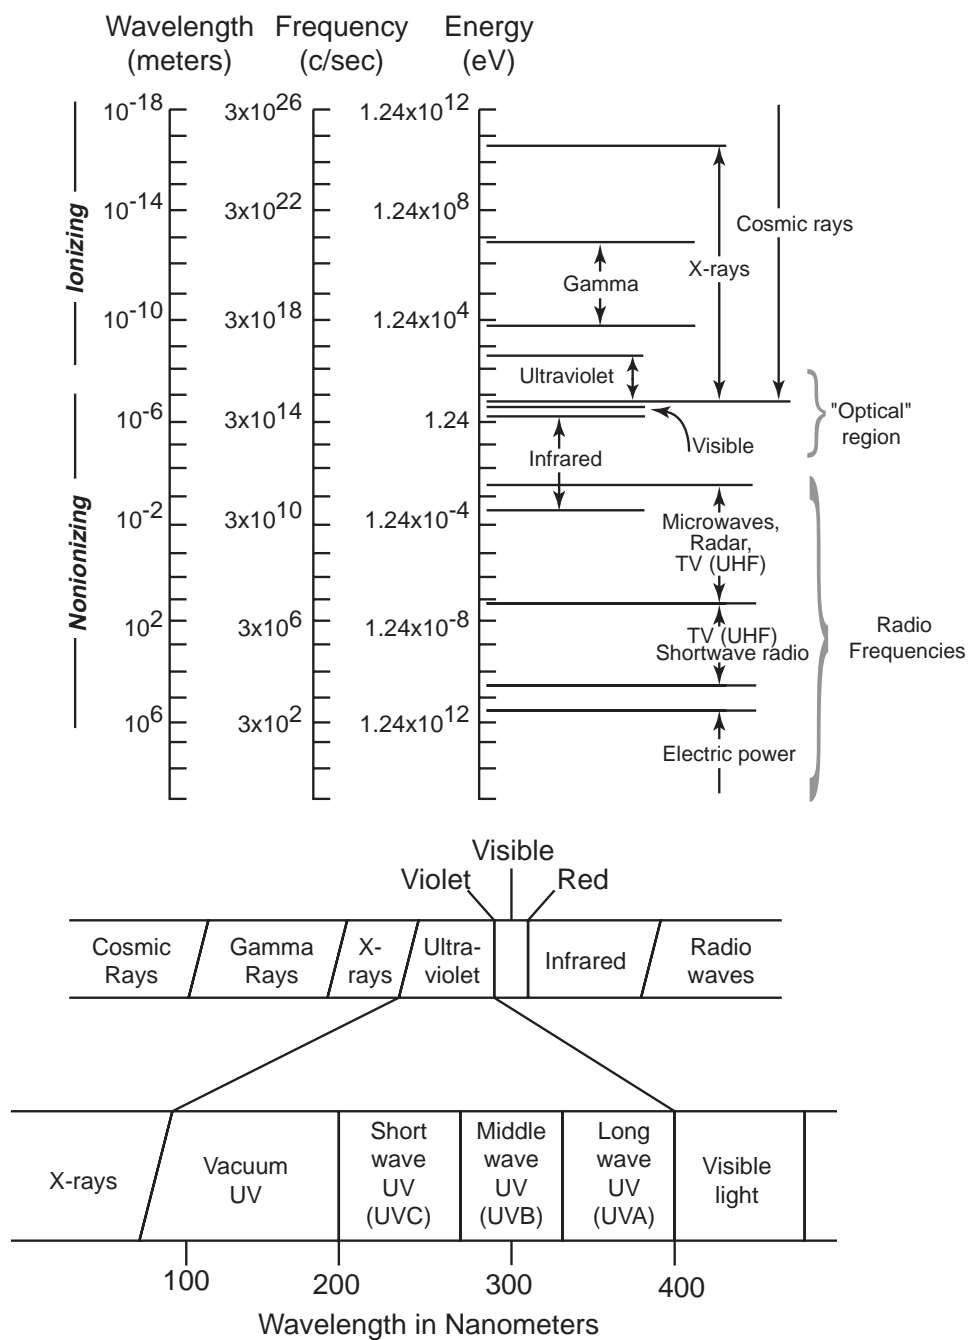 Wavelength Frequency Energy
(meters) (c/sec) (eV)
10-18 3x1026 1.24x1012
10-14 3x1022 1.24x108
10-10 3x1018 1.24x104
10-6 3x1014 1.24
10-2 3x1010 1.24x10-4
102 3x106 1.24x10-8
106 3x102 1.24x1012
Ionizing
Nonionizing
Cosmic rays
X-rays
Gamma
Ultraviolet
"Optical"
region
Visible
Infrared
Microwaves,
Radar,
TV (UHF)
TV (UHF)
Shortwave radio
Radio
Frequencies
Electric power
Visible
Violet Red
Cosmic
Rays
Gamma
Rays
X-
rays
Ultra-
violet
Infrared
Radio
waves
X-rays
Vacuum
UV
Short
wave
UV
(UVC)
Middle
wave
UV
(UVB)
Long
wave
UV
(UVA)
Visible
light
100 200 300 400
Wavelength in Nanometers